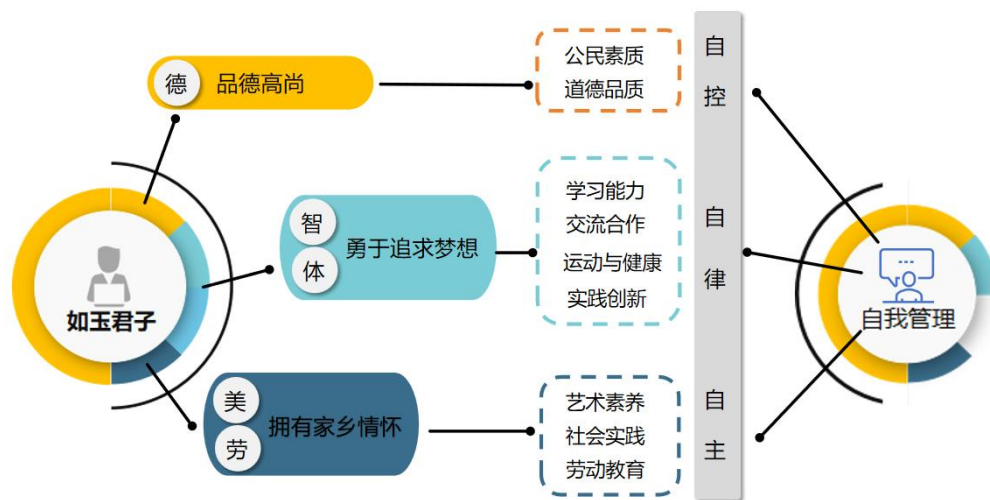 如玉君子
德
品德高尚
公民素质
道德品质
智
体
勇于追求梦想
学习能力
交流合作
运动与健康
实践创新
美
劳
拥有家乡情怀
艺术素养
社会实践
劳动教育
自
控
自
律
自
主
自我管理